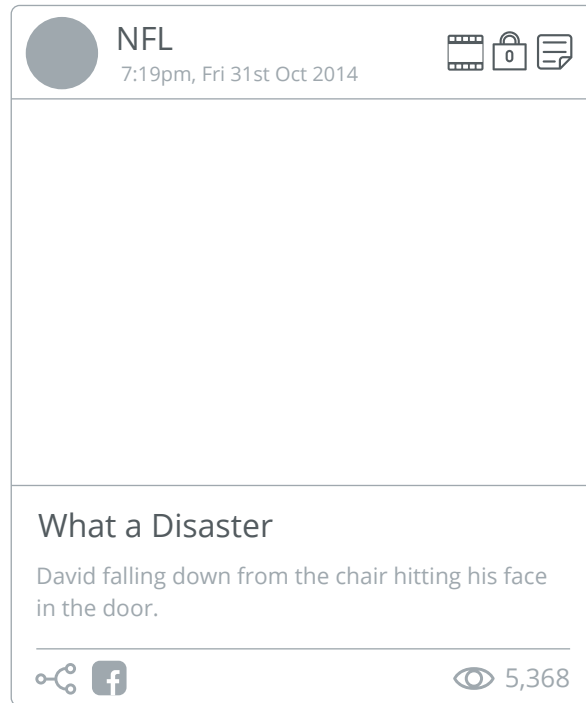 NFL
7:19pm, Fri 31st Oct 2014
0
What a Disaster
David falling down from the chair hitting his face
in the door.
f
5,368